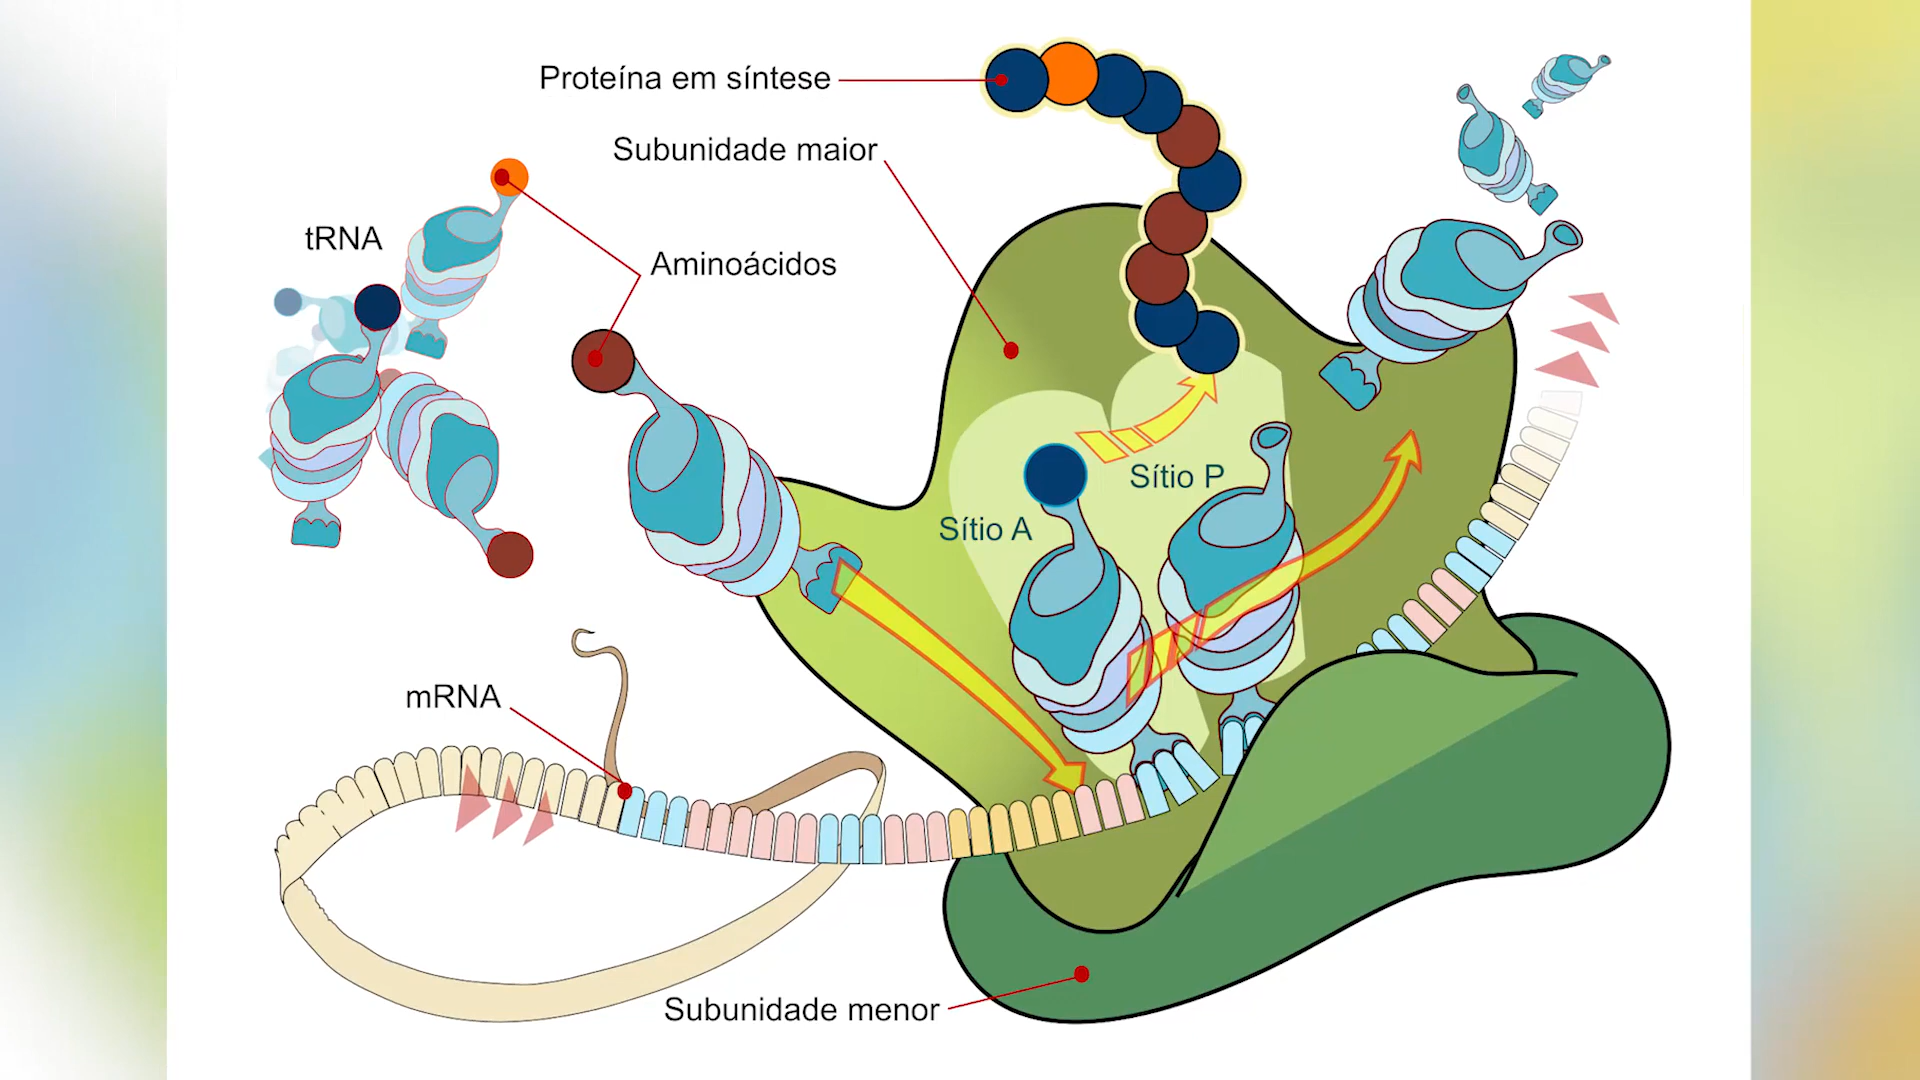 Proteína em síntese
Subunidade maior
tRNA
Aminoácidos
Sítio P
Sítio A
mRNA
Subunidade menor